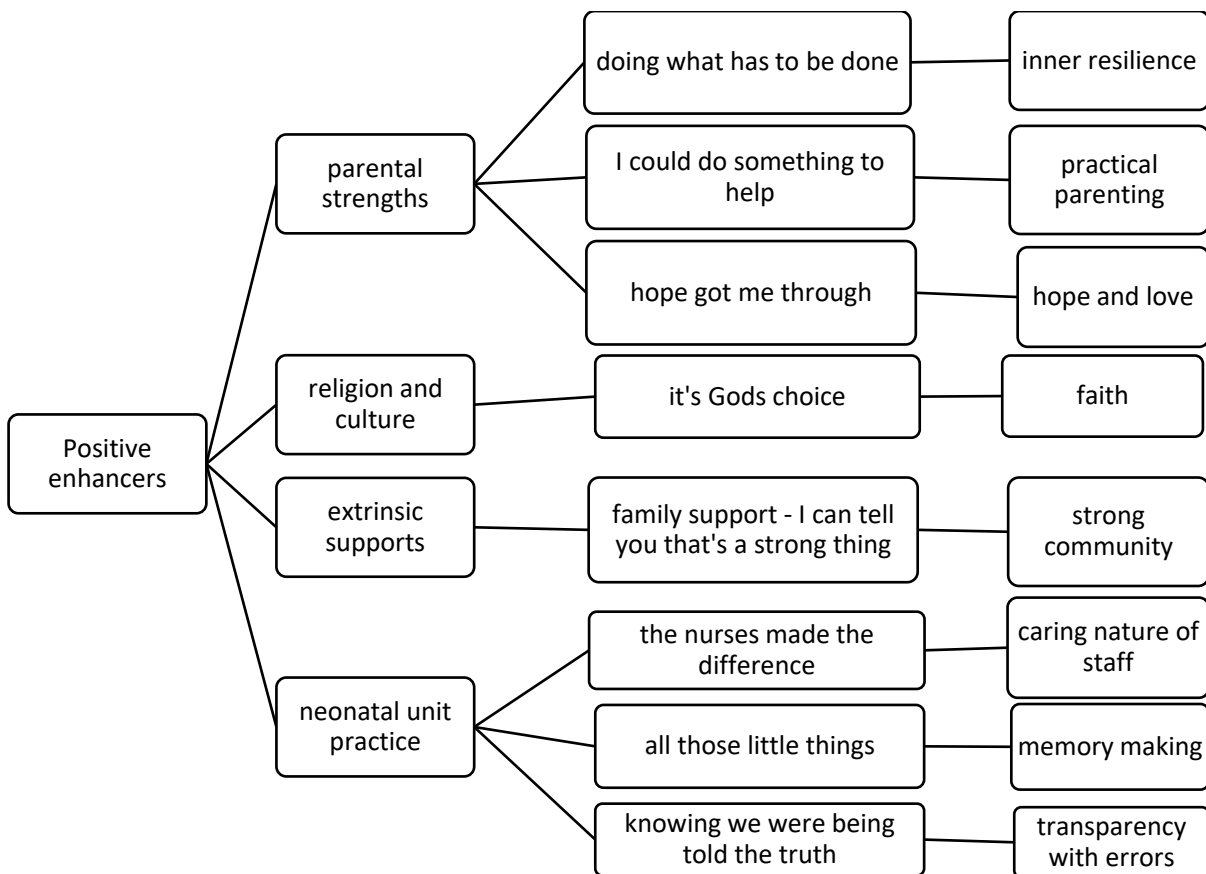 doing what has to be done
inner resilience
parental
strengths
I could do something to
help
practical
parenting
hope got me through
hope and love
Positive
enhancers
religion and
culture
it's Gods choice
faith
extrinsic
supports
family support - I can tell
you that's a strong thing
strong
community
neonatal unit
practice
the nurses made the
difference
caring nature of
staff
all those little things
memory making
knowing we were being
told the truth
transparency
with errors